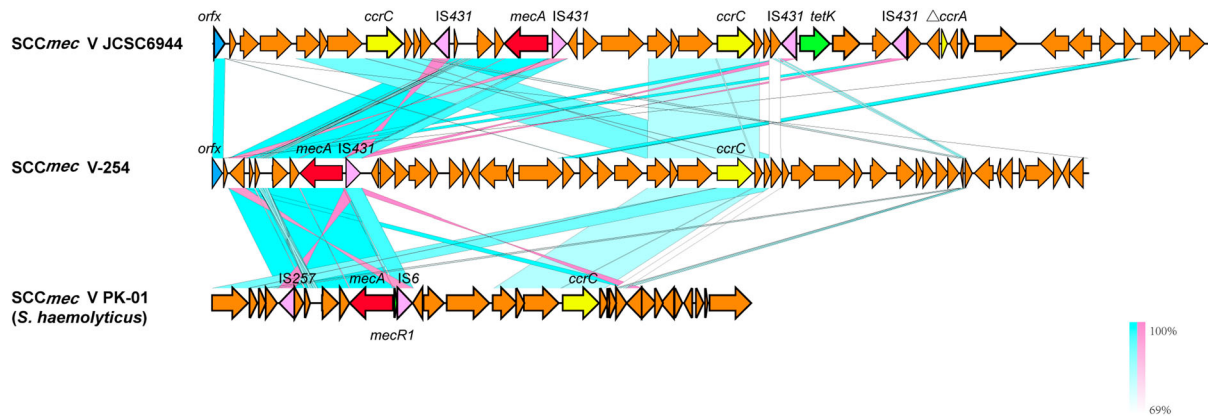 orfx ccrC IS431 mecA IS431 ccrC IS431 tetK IS431 △ccrA
SCCmec V JCSC6944
orfx mecA IS431 ccrC
SCCmec V-254
IS257 mecA IS6 ccrC
SCCmec V PK-01
(S. haemolyticus)
mecR1
100%
69%